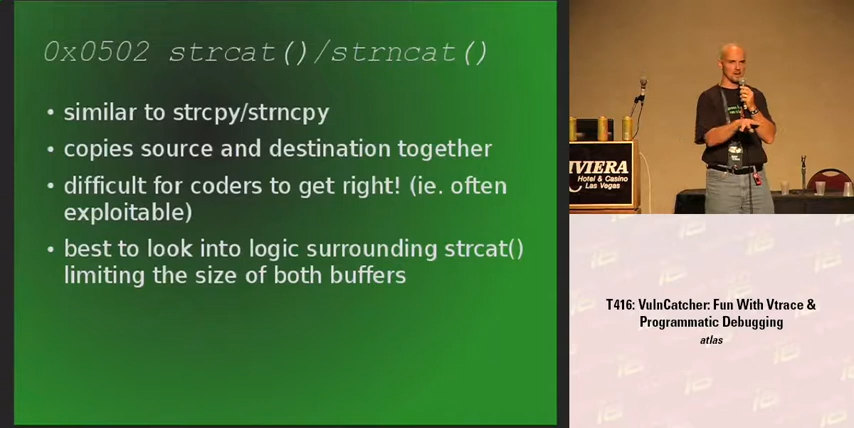 0x0502 strcat()/strncat()
• similar to strcpy/strncpy
• copies source and destination together
• difficult for coders to get right! (ie. often
exploitable)
• best to look into logic surrounding strcat()
limiting the size of both buffers
RIVIERA
Hotel & Casino
Las Vegas
T416: VulnCatcher: Fun With Vtrace &
Programmatic Debugging
atlas